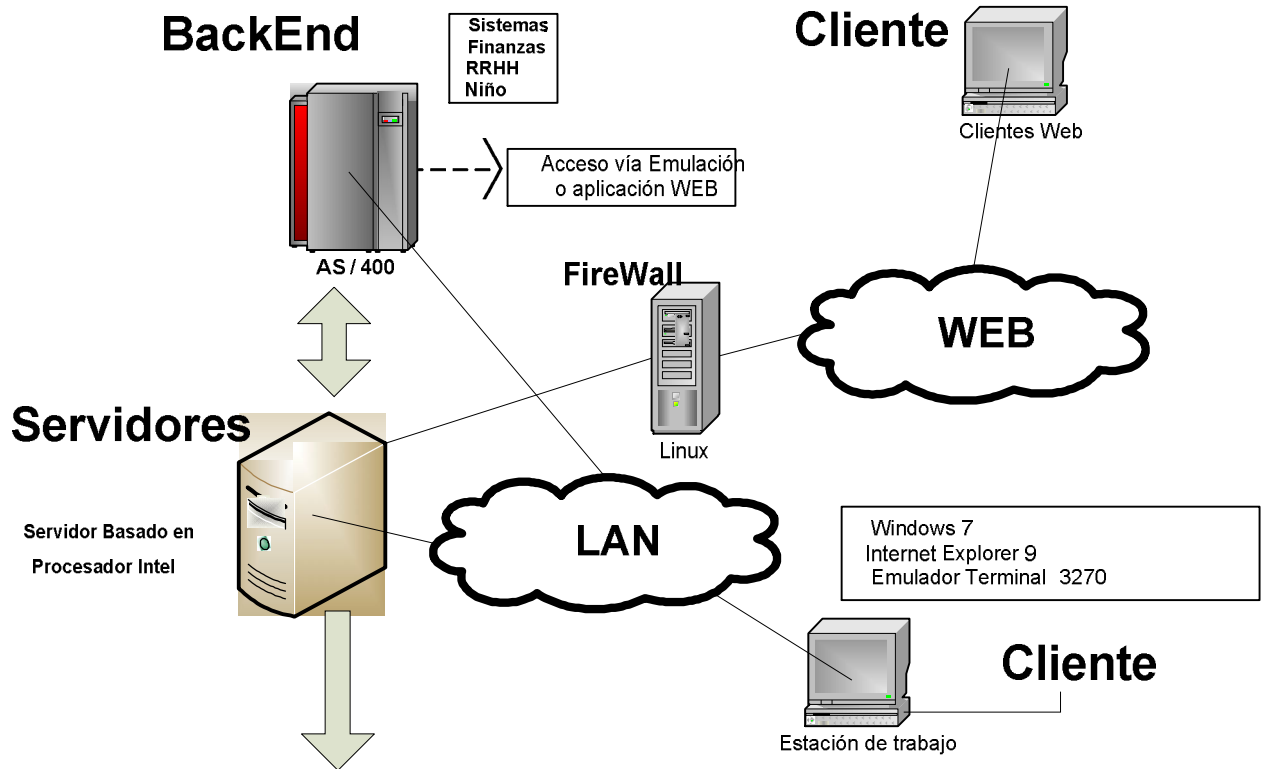 BackEnd
Sistemas
Finanzas
RRHH
Niño
Cliente
Clientes Web
Acceso vía Emulación
o aplicación WEB
AS / 400
FireWall
WEB
Linux
Servidores
Servidor Basado en
Procesador Intel
LAN
Windows 7
Internet Explorer 9
Emulador Terminal 3270
Cliente
Estación de trabajo